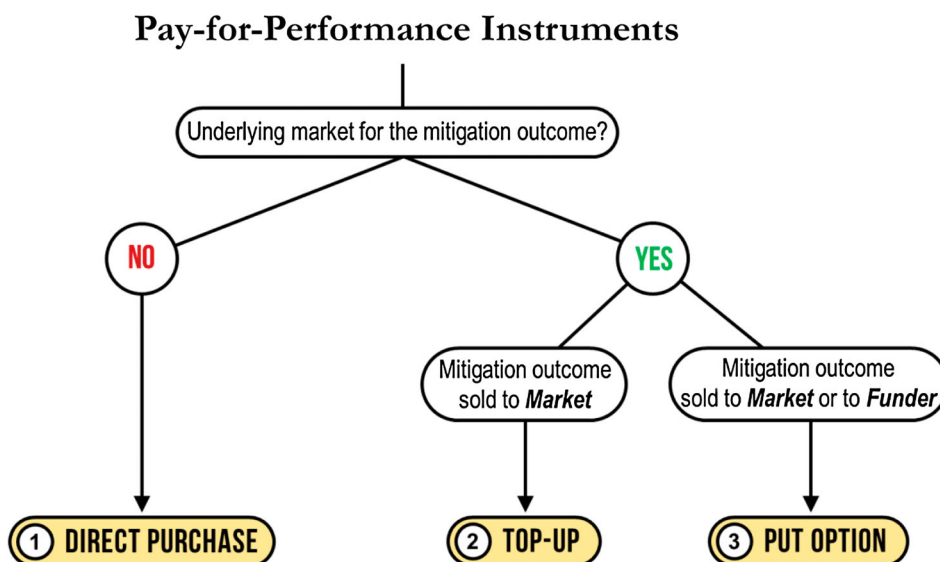 Pay-for-Performance Instruments
Underlying market for the mitigation outcome?
NO
YES
Mitigation outcome
sold to Market
Mitigation outcome
sold to Market or to Funder
1 DIRECT PURCHASE
2 TOP-UP
3 PUT OPTION